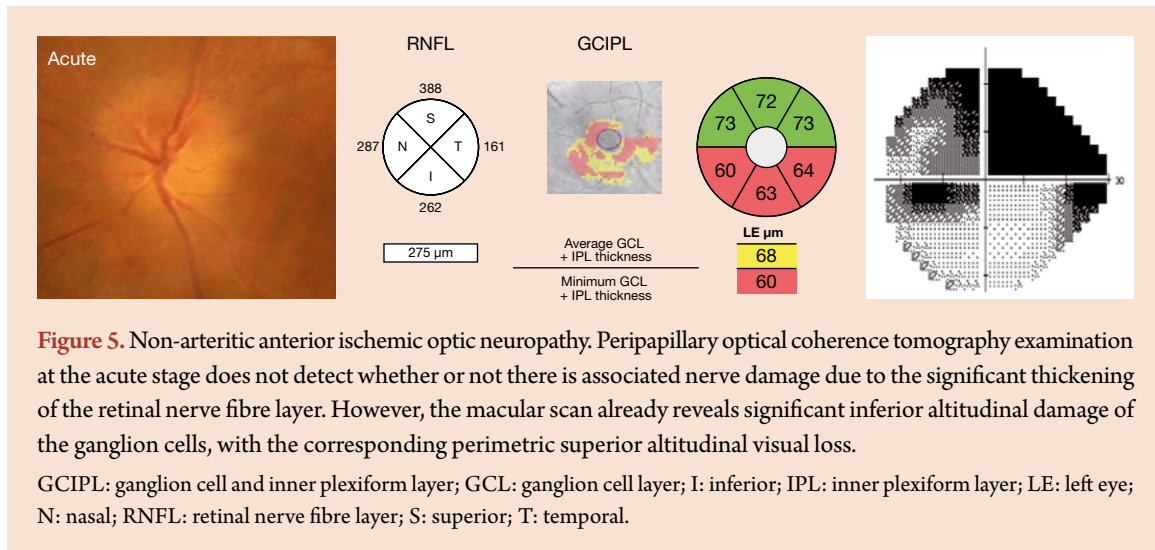 Acute
RNFL
388
S
287
N
T
161
I
262
275 µm
GCIPL
Average GCL
+ IPL thickness
Minimum GCL
+ IPL thickness
72
73
73
60
64
63
LE µm
68
60
30
Figure 5. Non-arteritic anterior ischemic optic neuropathy. Peripapillary optical coherence tomography examination
at the acute stage does not detect whether or not there is associated nerve damage due to the significant thickening
of the retinal nerve fibre layer. However, the macular scan already reveals significant inferior altitudinal damage of
the ganglion cells, with the corresponding perimetric superior altitudinal visual loss.
GCIPL: ganglion cell and inner plexiform layer; GCL: ganglion cell layer; I: inferior; IPL: inner plexiform layer; LE: left eye;
N: nasal; RNFL: retinal nerve fibre layer; S: superior; T: temporal.